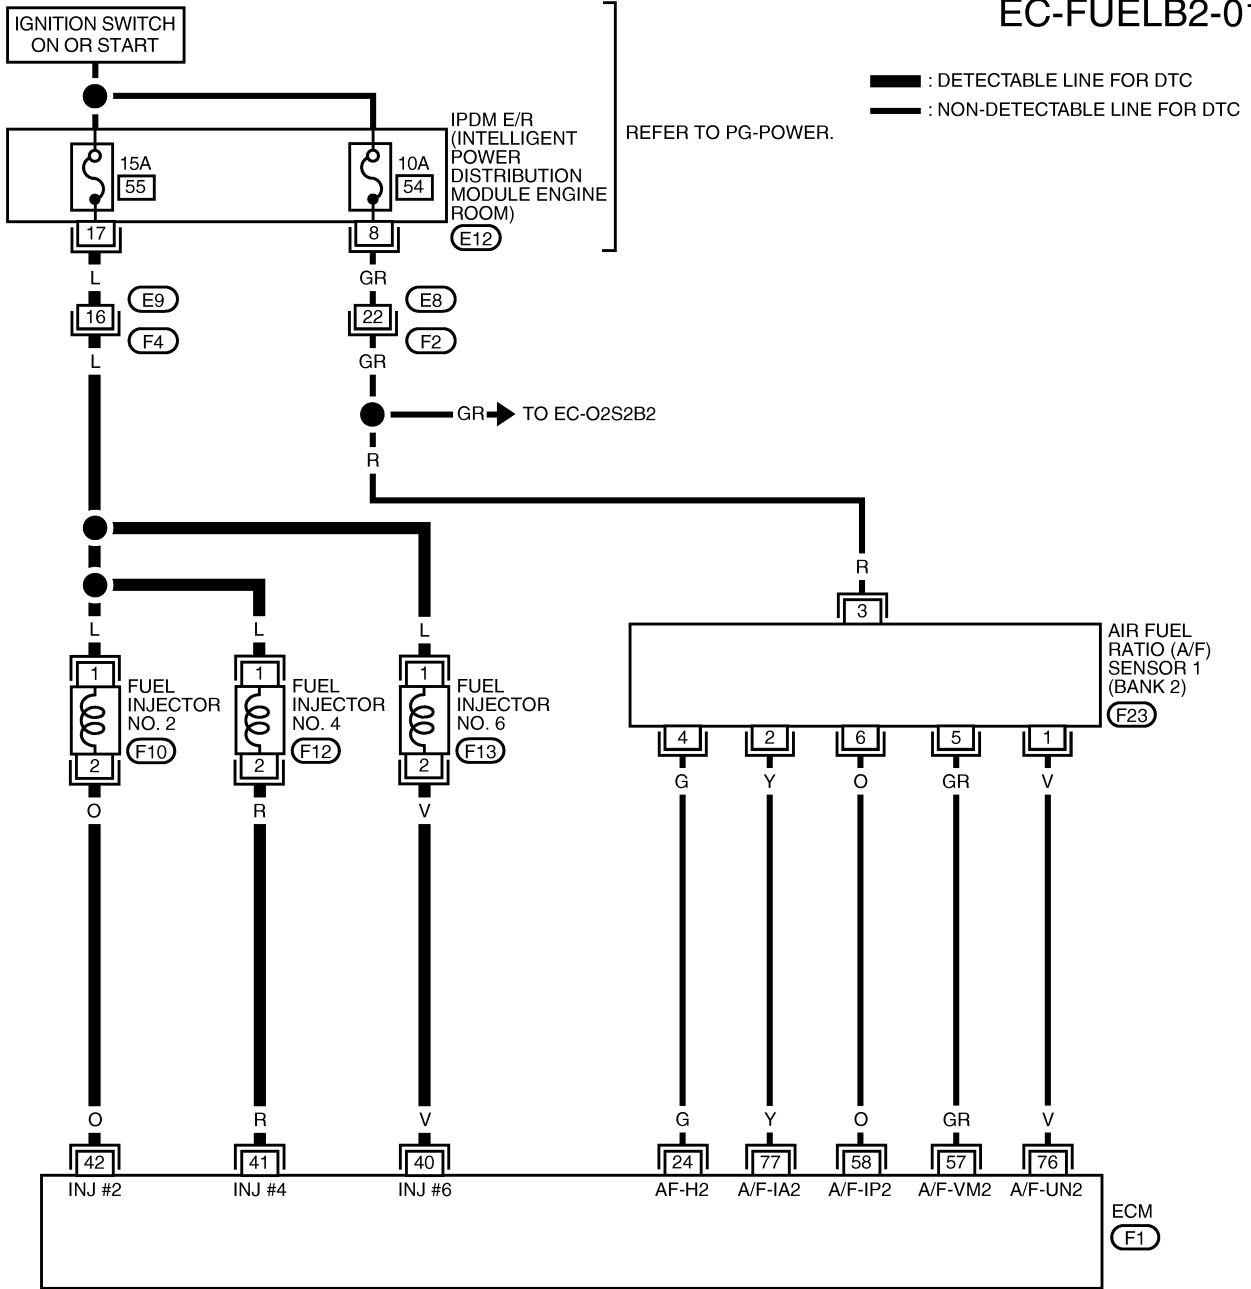 EC-FUELB2-01
IGNITION SWITCH
ON OR START
: DETECTABLE LINE FOR DTC
: NON-DETECTABLE LINE FOR DTC
IPDM E/R
(INTELLIGENT
POWER
DISTRIBUTION
MODULE ENGINE
ROOM)
E12
REFER TO PG-POWER.
15A
55
10A
54
17
8
L
GR
E9
E8
16
22
F4
F2
L
GR
GR
TO EC-O2S2B2
R
R
3
L
L
L
1
1
1
FUEL
INJECTOR
NO. 2
F10
FUEL
INJECTOR
NO. 4
F12
FUEL
INJECTOR
NO. 6
F13
2
2
2
AIR FUEL
RATIO (A/F)
SENSOR 1
(BANK 2)
F23
4
2
6
5
1
G
Y
O
GR
V
O
R
V
O
R
V
G
Y
O
GR
V
42
41
40
24
77
58
57
76
INJ #2
INJ #4
INJ #6
AF-H2
A/F-IA2
A/F-IP2
A/F-VM2
A/F-UN2
ECM
F1